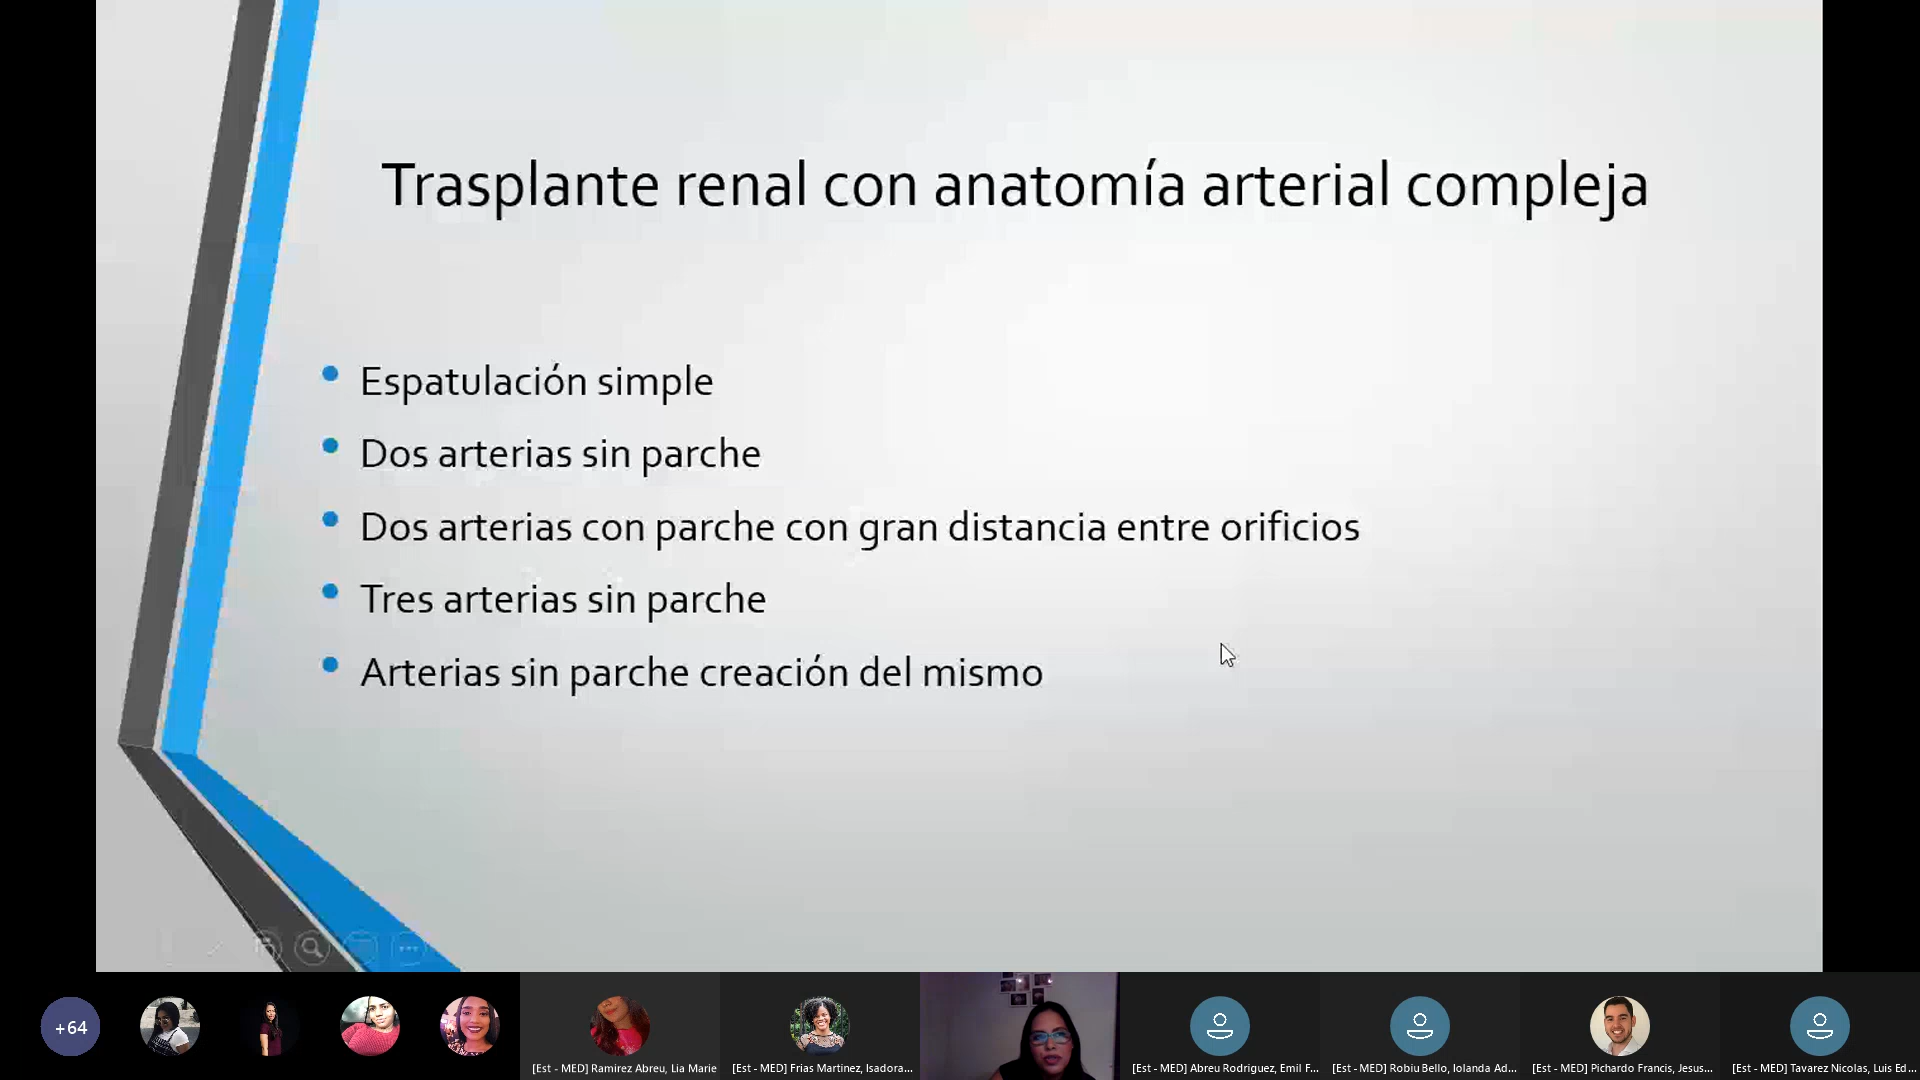 Trasplante renal con anatomía arterial compleja
• Espatulación simple
• Dos arterias sin parche
• Dos arterias con parche con gran distancia entre orificios
• Tres arterias sin parche
• Arterias sin parche creación del mismo
+64
[Est - MED] Ramirez Abreu, Lia Marie
[Est - MED] Frias Martinez, Isadora...
[Est - MED] Abreu Rodriguez, Emil F...
[Est - MED] Robiu Bello, Iolanda Ad...
[Est - MED] Pichardo Francis, Jesus...
[Est - MED] Tavarez Nicolas, Luis Ed...